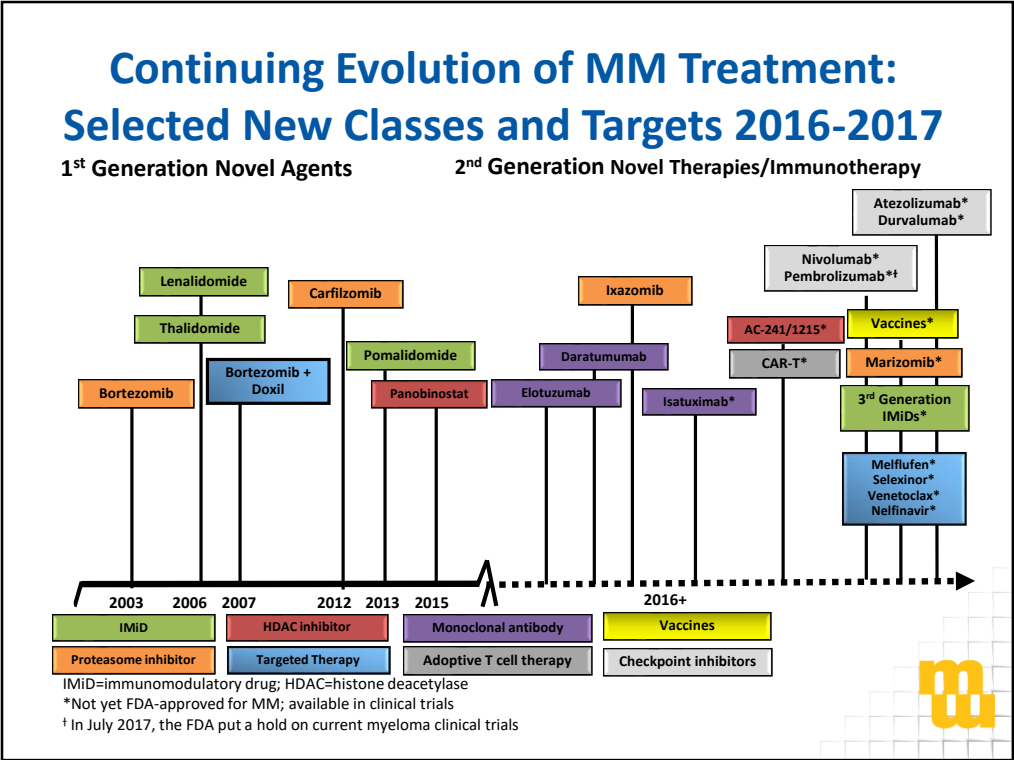 Continuing Evolution of MM Treatment:
Selected New Classes and Targets 2016-2017
1st Generation Novel Agents
2nd Generation Novel Therapies/Immunotherapy
Atezolizumab*
Durvalumab*
Nivolumab*
Pembrolizumab*ƚ
Lenalidomide
Carfilzomib
Ixazomib
Thalidomide
AC-241/1215*
Vaccines*
Pomalidomide
Daratumumab
CAR-T*
Marizomib*
Bortezomib +
Doxil
Bortezomib
Panobinostat
Elotuzumab
Isatuximab*
3rd Generation
IMiDs*
Melflufen*
Selexinor*
Venetoclax*
Nelfinavir*
2003 2006 2007 2012 2013 2015 2016+
IMiD
HDAC inhibitor
Monoclonal antibody
Vaccines
Proteasome inhibitor
Targeted Therapy
Adoptive T cell therapy
Checkpoint inhibitors
IMiD=immunomodulatory drug; HDAC=histone deacetylase
*Not yet FDA-approved for MM; available in clinical trials
ƚ In July 2017, the FDA put a hold on current myeloma clinical trials